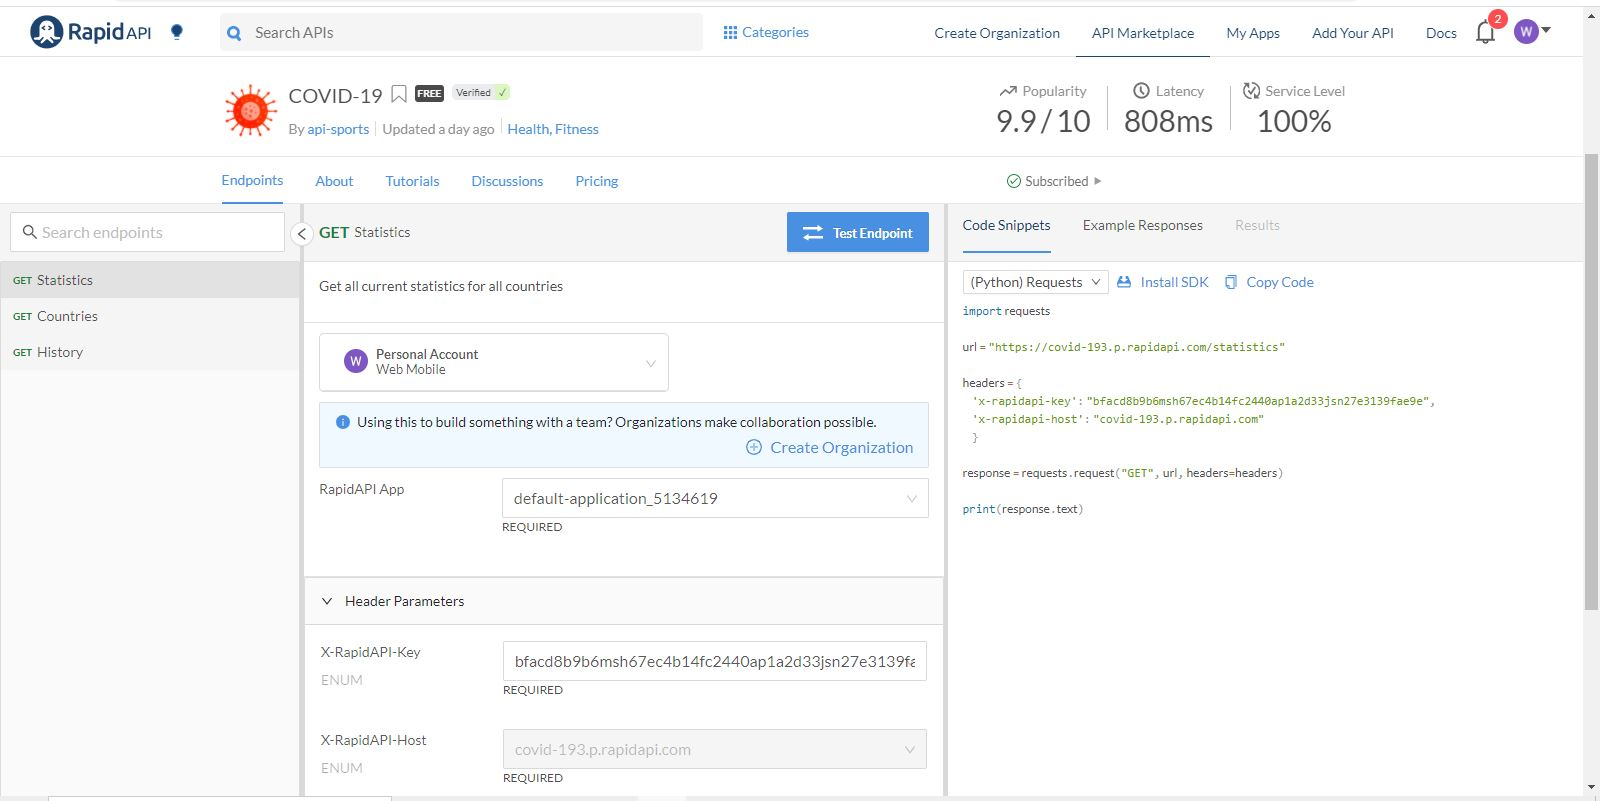 RapidAPI
Search APIs
Categories
Create Organization
API Marketplace
My Apps
Add Your API
Docs
2
W
COVID-19 FREE Verified ✓
By api-sports Updated a day ago Health, Fitness
Popularity
9.9 / 10
Latency
808ms
Service Level
100%
Endpoints About Tutorials Discussions Pricing
Subscribed
Search endpoints
GET Statistics
GET Countries
GET History
GET Statistics
Test Endpoint
Get all current statistics for all countries
W
Personal Account
Web Mobile
Using this to build something with a team? Organizations make collaboration possible.
Create Organization
RapidAPI App
default-application_5134619
REQUIRED
Header Parameters
X-RapidAPI-Key
ENUM
bfacd8b9b6msh67ec4b14fc2440ap1a2d33jsn27e3139fa
REQUIRED
X-RapidAPI-Host
ENUM
covid-193.p.rapidapi.com
REQUIRED
Code Snippets Example Responses Results
(Python) Requests Install SDK Copy Code
import requests
url = "https://covid-193.p.rapidapi.com/statistics"
headers = {
'x-rapidapi-key': "bfacd8b9b6msh67ec4b14fc2440ap1a2d33jsn27e3139fae9e",
'x-rapidapi-host': "covid-193.p.rapidapi.com"
}
response = requests.request("GET", url, headers=headers)
print(response.text)